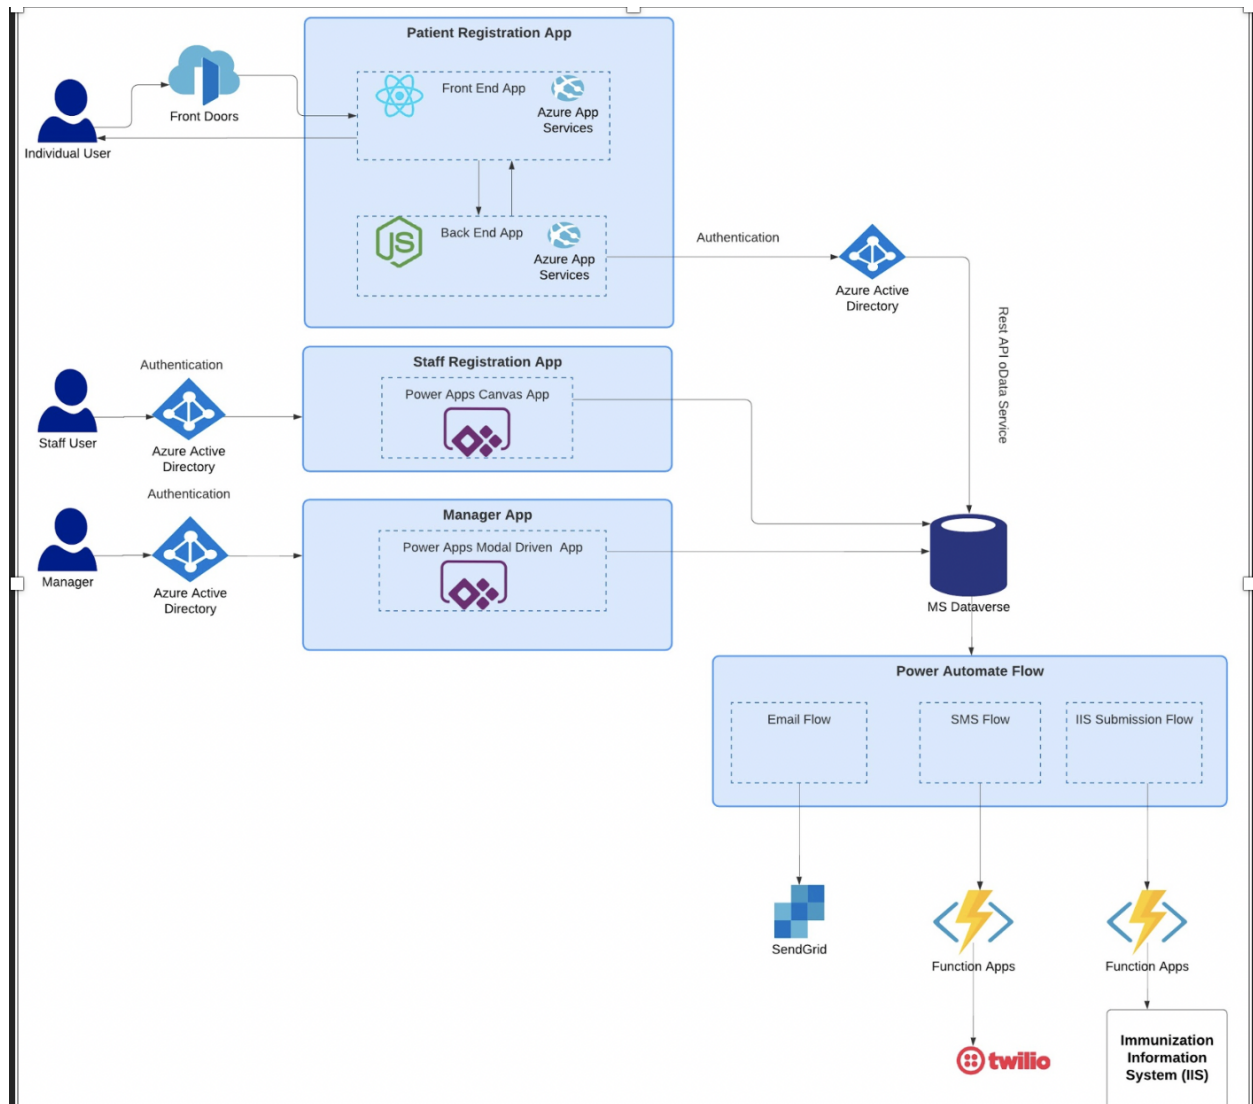 Patient Registration App
Front End App
Azure App
Services
Front Doors
Individual User
Back End App
Azure App
Services
Authentication
Azure Active
Directory
Rest API oData Service
Staff Registration App
Authentication
Power Apps Canvas App
Staff User
Azure Active
Directory
Authentication
Manager App
Power Apps Modal Driven App
Manager
Azure Active
Directory
MS Dataverse
Power Automate Flow
Email Flow
SMS Flow
IIS Submission Flow
SendGrid
Function Apps
Function Apps
twilio
Immunization
Information
System (IIS)
JS